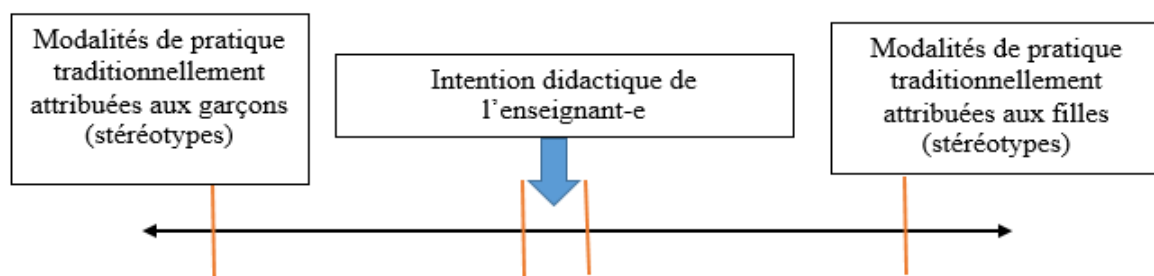 Modalités de pratique
traditionnellement
attribuées aux garçons
(stéréotypes)
Intention didactique de
l’enseignant-e
Modalités de pratique
traditionnellement
attribuées aux filles
(stéréotypes)